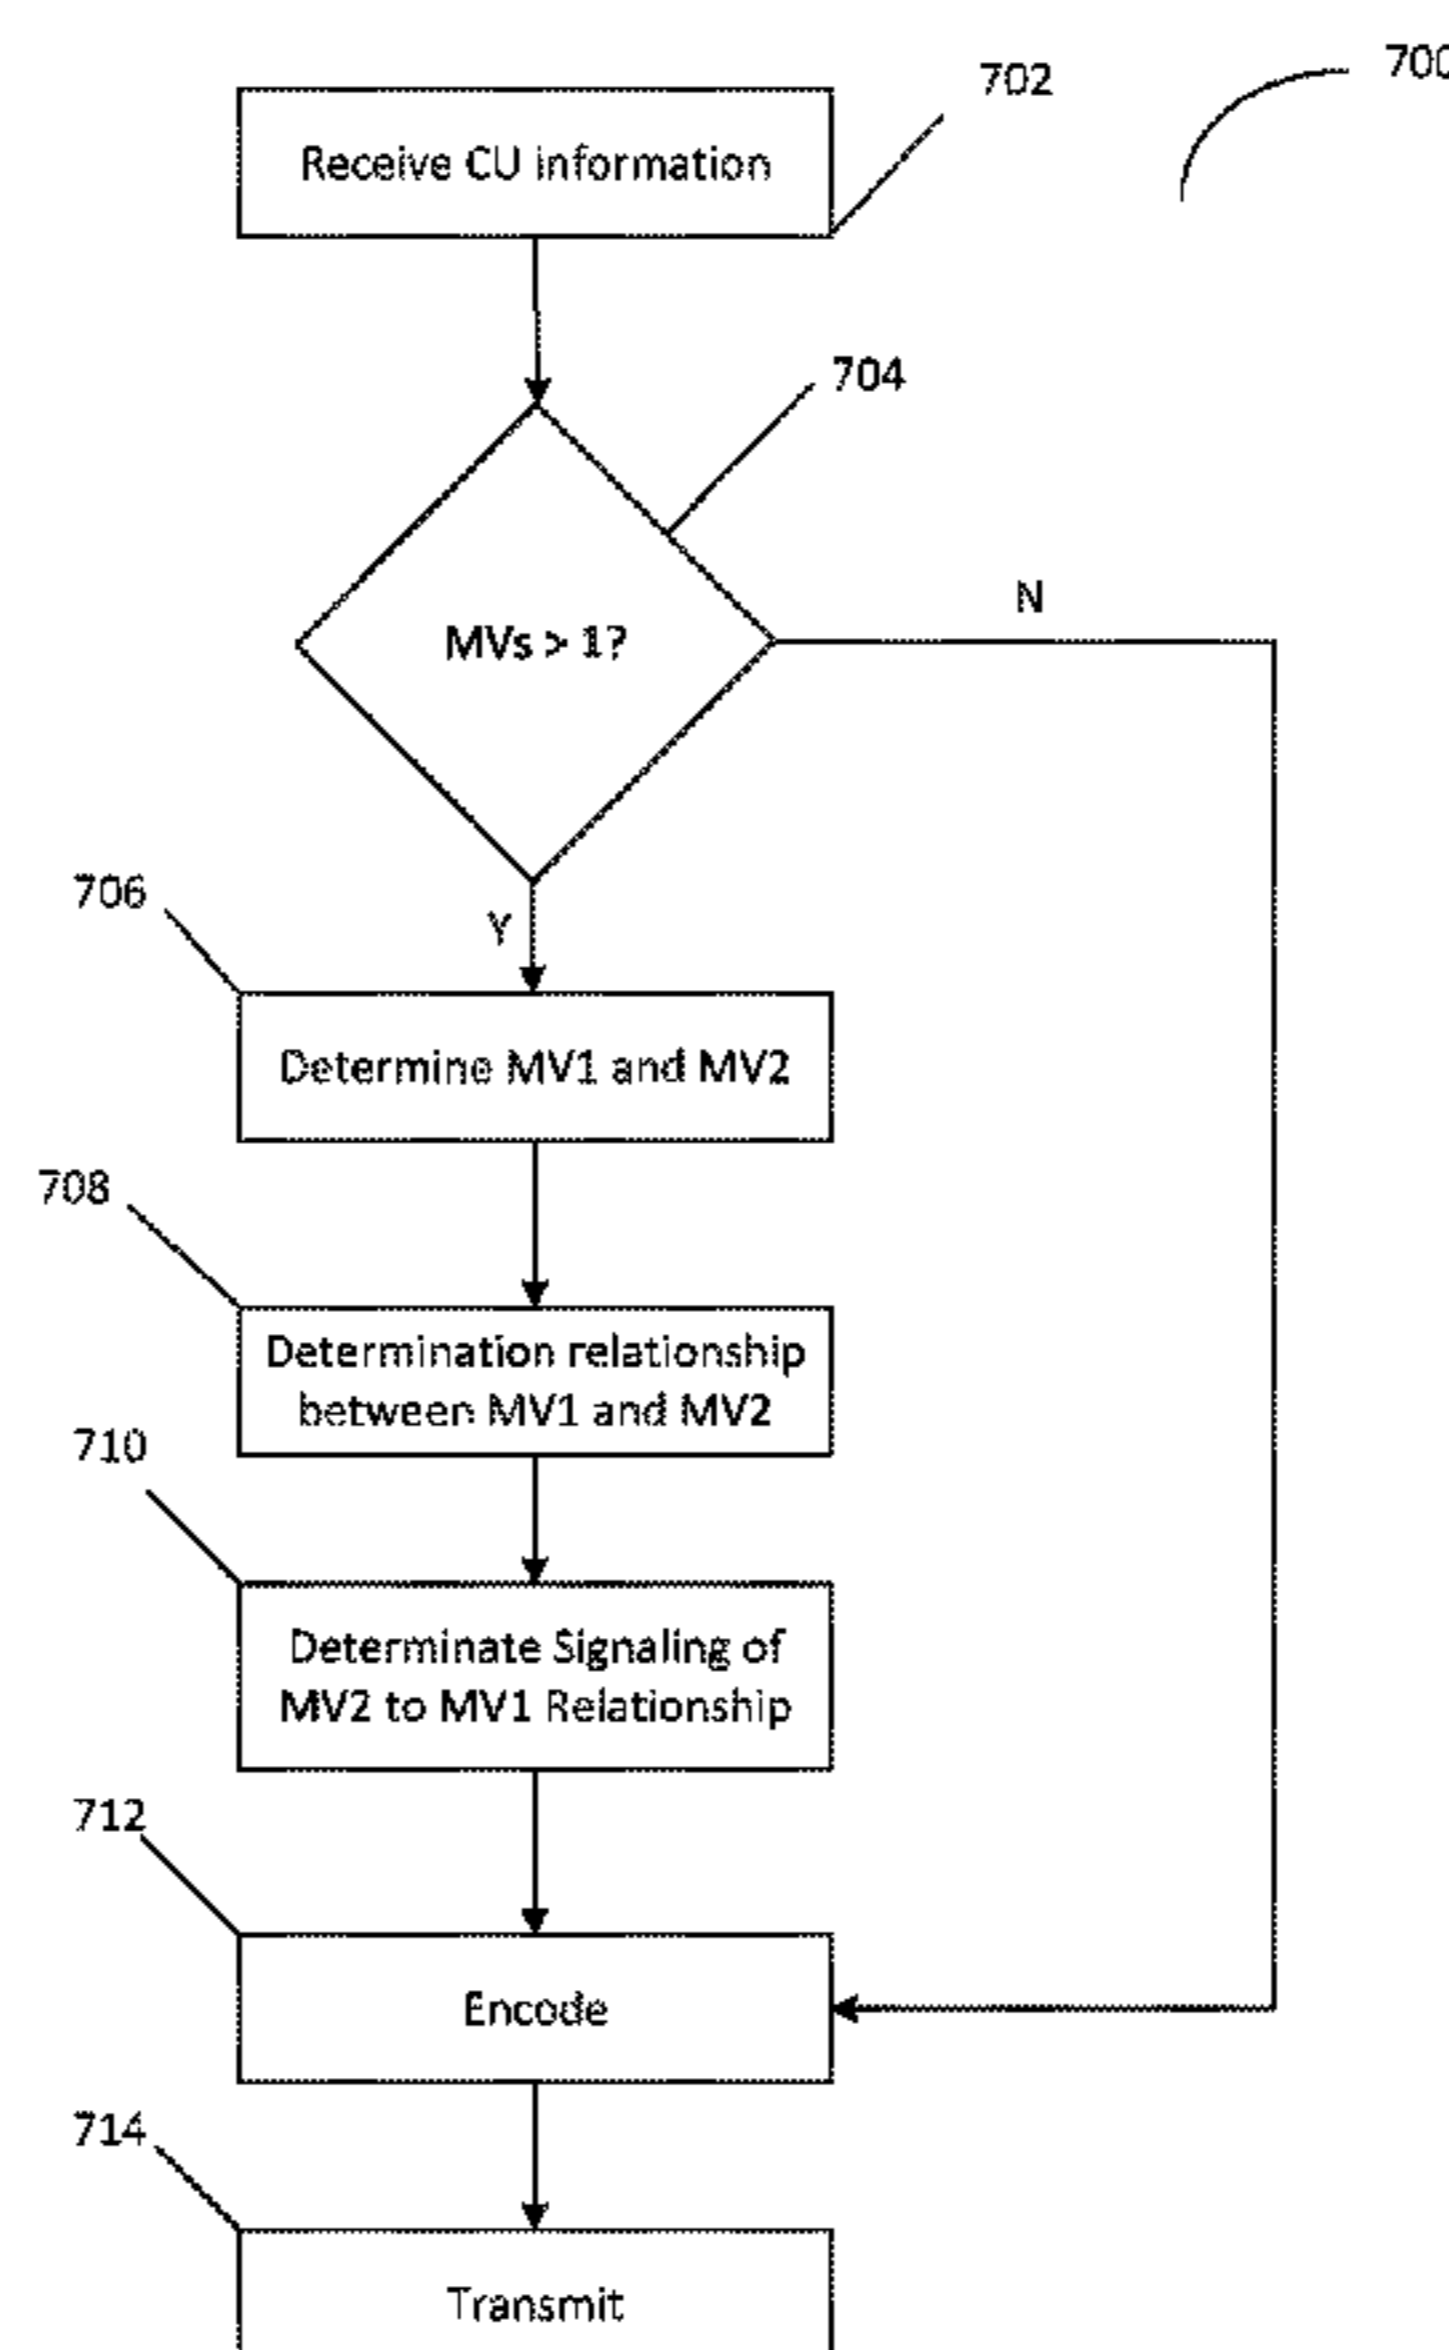 700
702
Receive CU information
704
MVs > 1?
N
Y
706
Determine MV1 and MV2
708
Determination relationship
between MV1 and MV2
710
Determinate Signaling of
MV2 to MV1 Relationship
712
Encode
714
Transmit